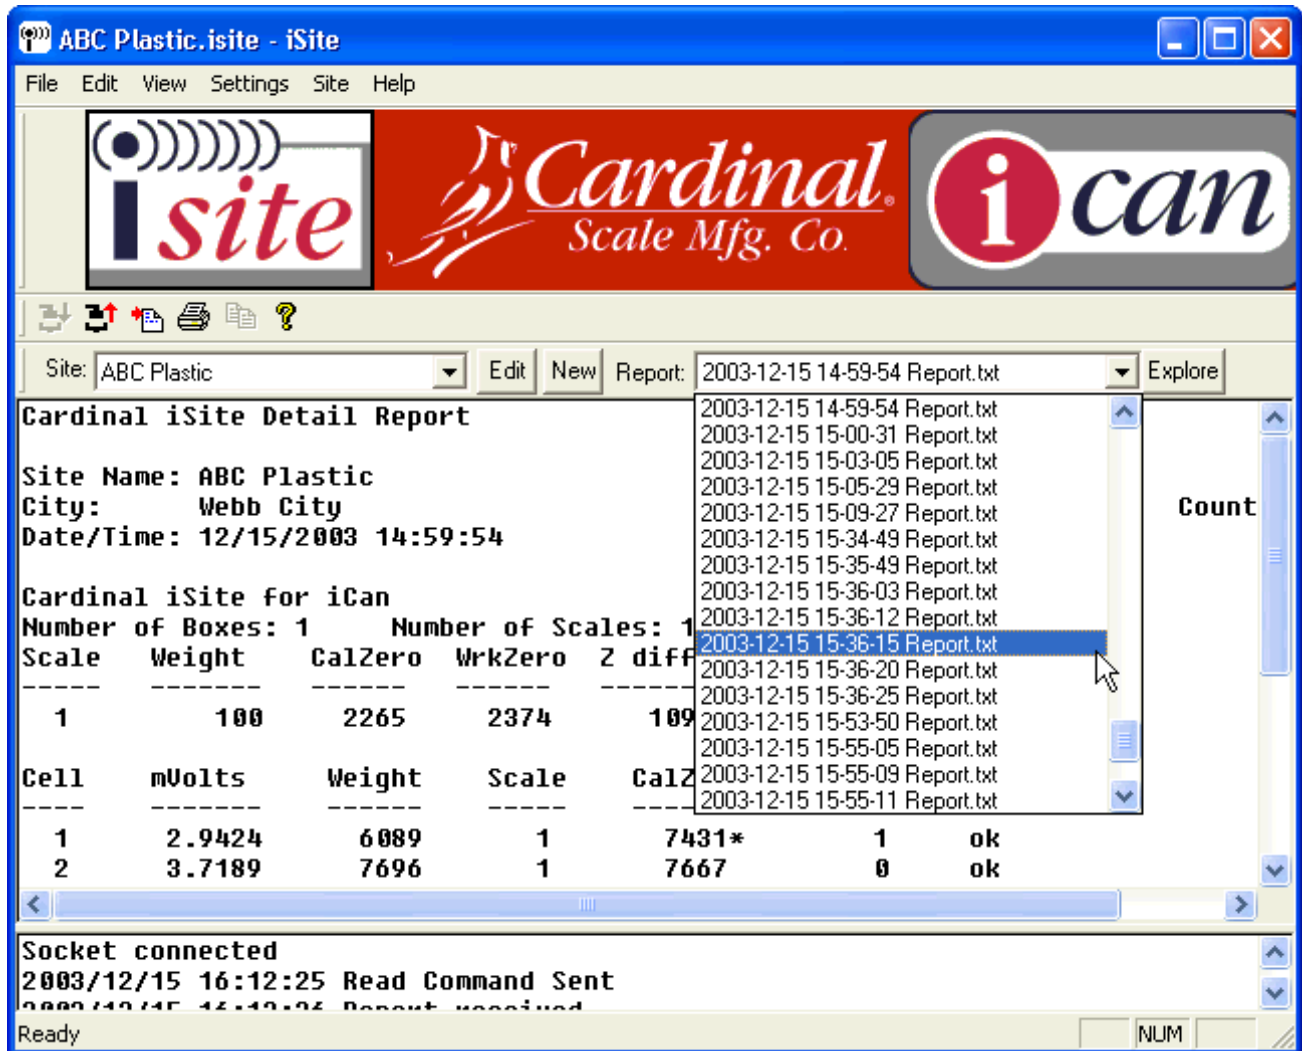 ABC Plastic.isite - iSite
File Edit View Settings Site Help
isite
Cardinal
Scale Mfg. Co.
i can
Site: ABC Plastic Edit New Report: 2003-12-15 14-59-54 Report.txt Explore
2003-12-15 14-59-54 Report.txt
2003-12-15 15-00-31 Report.txt
2003-12-15 15-03-05 Report.txt
2003-12-15 15-05-29 Report.txt
2003-12-15 15-09-27 Report.txt
2003-12-15 15-34-49 Report.txt
2003-12-15 15-35-49 Report.txt
2003-12-15 15-36-03 Report.txt
2003-12-15 15-36-12 Report.txt
2003-12-15 15-36-15 Report.txt
2003-12-15 15-36-20 Report.txt
2003-12-15 15-36-25 Report.txt
2003-12-15 15-53-50 Report.txt
2003-12-15 15-55-05 Report.txt
2003-12-15 15-55-09 Report.txt
2003-12-15 15-55-11 Report.txt
Cardinal iSite Detail Report
Site Name: ABC Plastic
City: Webb City Count
Date/Time: 12/15/2003 14:59:54
Cardinal iSite for iCan
Number of Boxes: 1 Number of Scales: 1
Scale Weight CalZero WrkZero Z diff
----- ------- ------ ------ ------
1 100 2265 2374 109
Cell mVolts Weight Scale CalZ
---- ------- ------ ----- ----
1 2.9424 6089 1 7431* 1 ok
2 3.7189 7696 1 7667 0 ok
Socket connected
2003/12/15 16:12:25 Read Command Sent
2003/12/15 16:12:26 Report received
Ready NUM